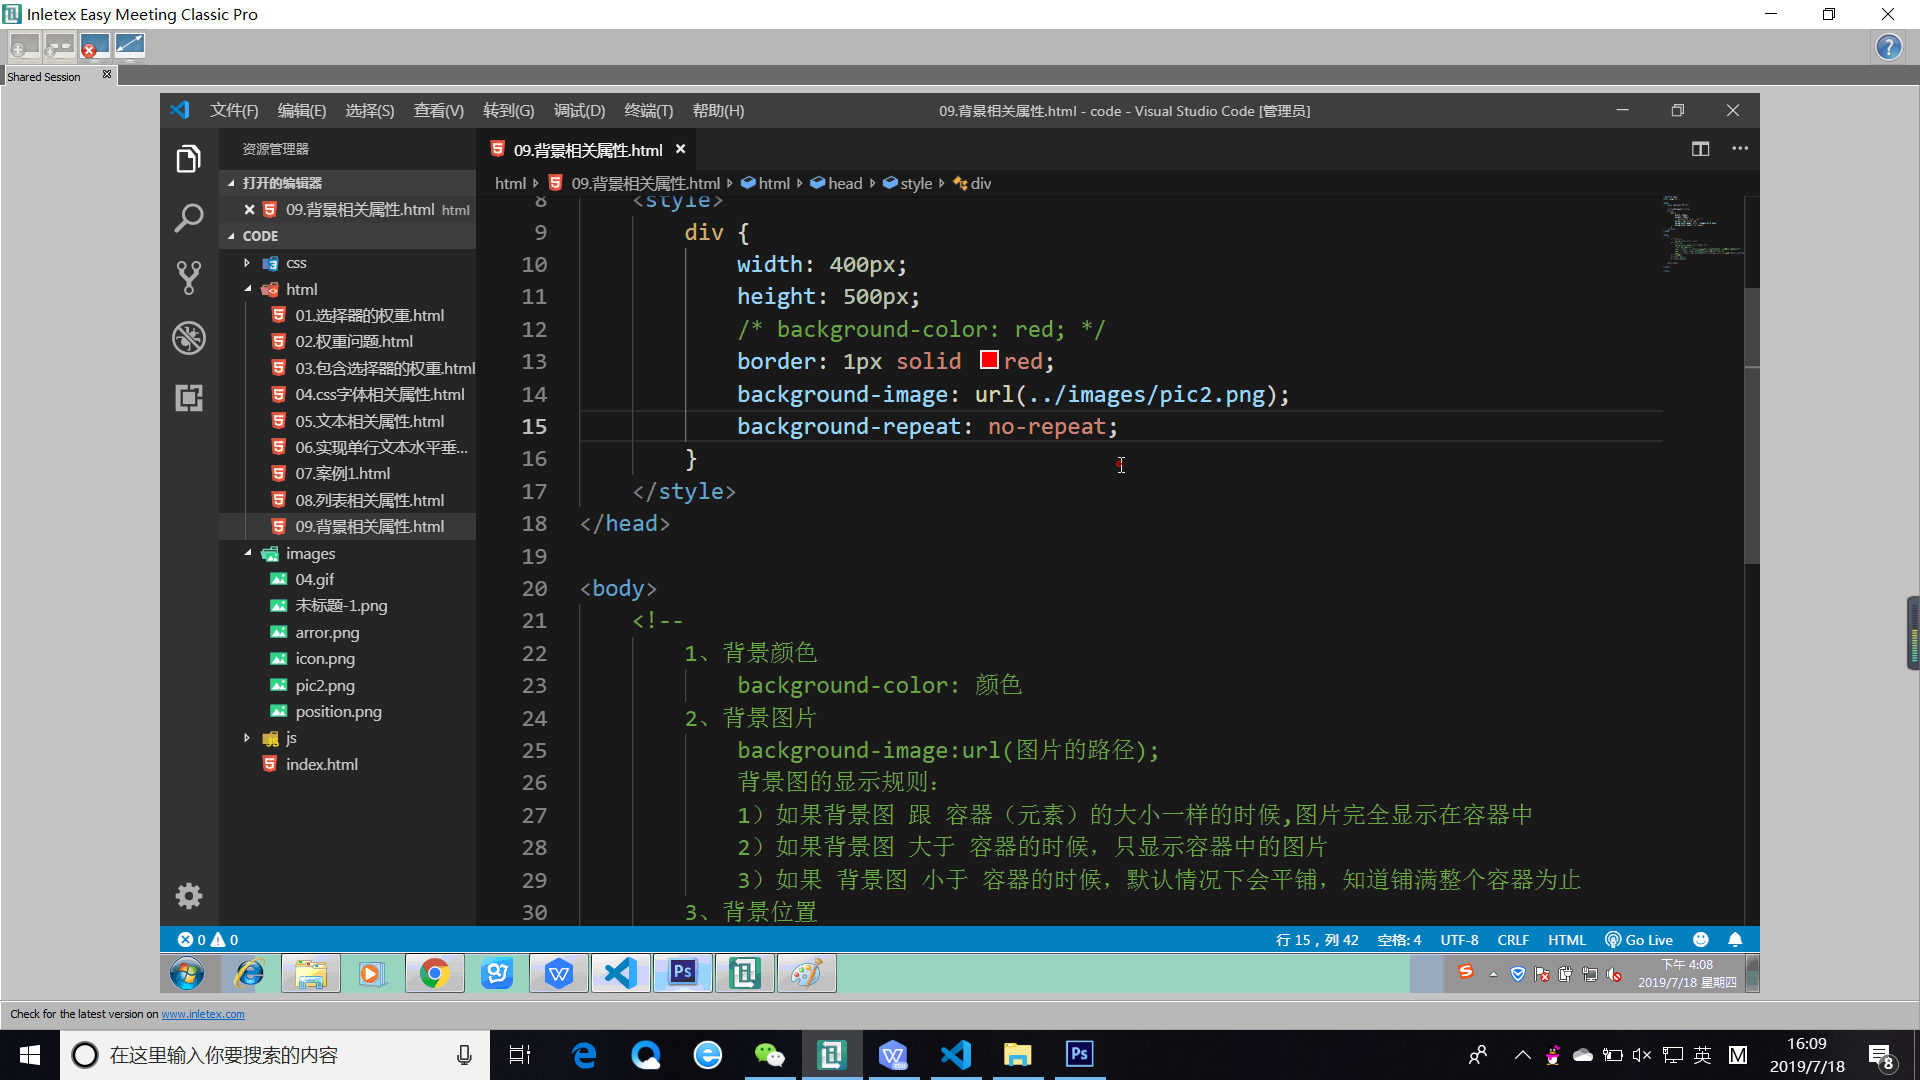 Inletex Easy Meeting Classic Pro
Shared Session
文件(F) 编辑(E) 选择(S) 查看(V) 转到(G) 调试(D) 终端(T) 帮助(H)
09.背景相关属性.html - code - Visual Studio Code [管理员]
资源管理器
打开的编辑器
09.背景相关属性.html html
CODE
css
html
01.选择器的权重.html
02.权重问题.html
03.包含选择器的权重.html
04.css字体相关属性.html
05.文本相关属性.html
06.实现单行文本水平垂...
07.案例1.html
08.列表相关属性.html
09.背景相关属性.html
images
04.gif
未标题-1.png
arror.png
icon.png
pic2.png
position.png
js
index.html
09.背景相关属性.html
html 09.背景相关属性.html html head style div
8 <style>
9 div {
10 width: 400px;
11 height: 500px;
12 /* background-color: red; */
13 border: 1px solid red;
14 background-image: url(../images/pic2.png);
15 background-repeat: no-repeat;
16 }
17 </style>
18 </head>
19
20 <body>
21 <!--
22 1、背景颜色
23 background-color: 颜色
24 2、背景图片
25 background-image:url(图片的路径);
26 背景图的显示规则:
27 1）如果背景图 跟 容器（元素）的大小一样的时候,图片完全显示在容器中
28 2）如果背景图 大于 容器的时候，只显示容器中的图片
29 3）如果 背景图 小于 容器的时候，默认情况下会平铺，知道铺满整个容器为止
30 3、背景位置
0 0
行 15，列 42 空格: 4 UTF-8 CRLF HTML Go Live
下午 4:08
2019/7/18 星期四
Check for the latest version on www.inletex.com
在这里输入你要搜索的内容
英 M
16:09
2019/7/18
8